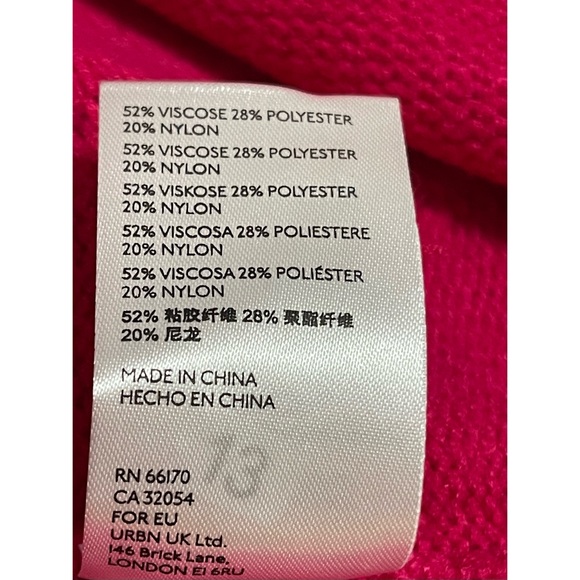 52% VISCOSE 28% POLYESTER
20% NYLON
52% VISCOSE 28% POLYESTER
20% NYLON
52% VISKOSE 28% POLYESTER
20% NYLON
52% VISCOSA 28% POLIESTERE
20% NYLON
52% VISCOSA 28% POLIÉSTER
20% NYLON
52% 粘胶纤维 28% 聚酯纤维
20% 尼龙
MADE IN CHINA
HECHO EN CHINA
13
RN 66170
CA 32054
FOR EU
URBN UK Ltd.
146 Brick Lane,
LONDON E1 6RU